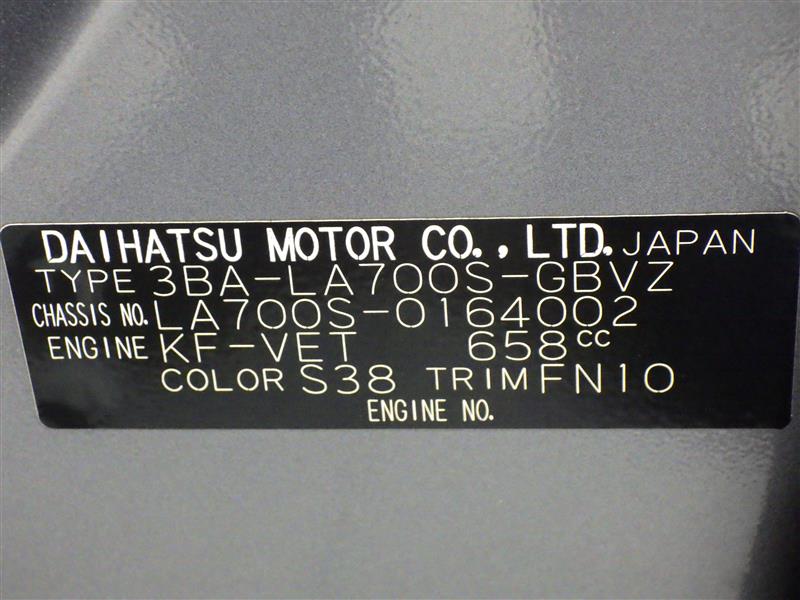 DAIHATSU MOTOR CO., LTD. JAPAN
TYPE 3BA-LA700S-GBVZ
CHASSIS NO. LA700S-0164002
ENGINE KF-VET 658cc
COLOR S38 TRIM FN10
ENGINE NO.